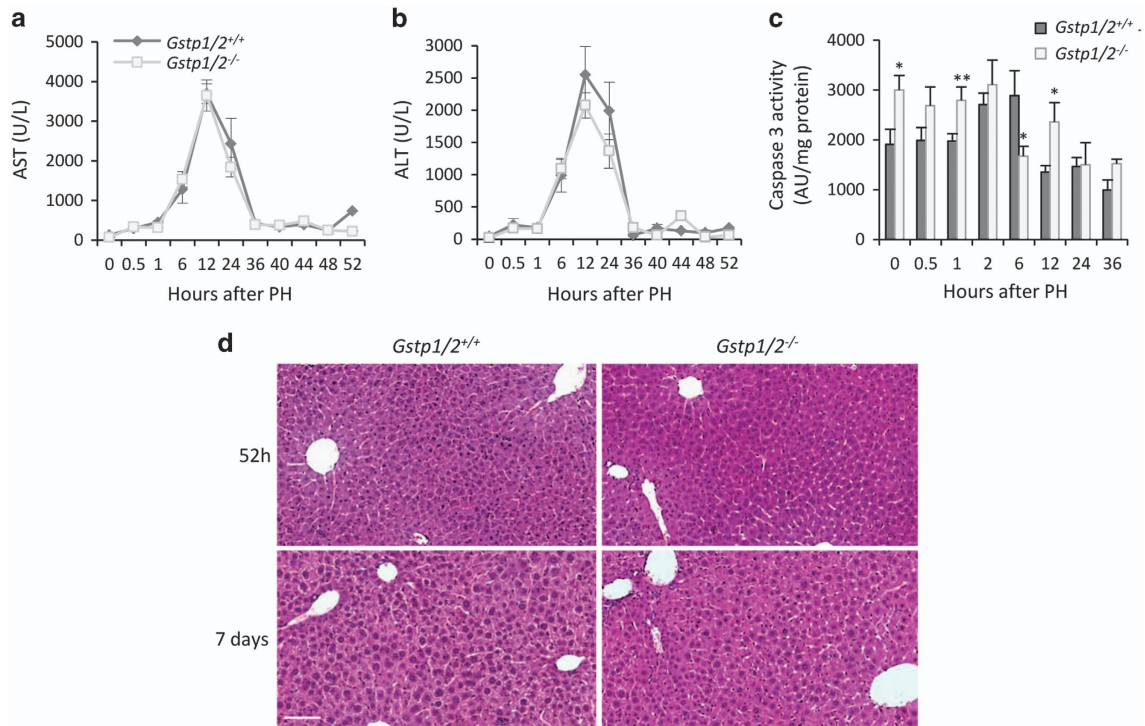 a
Gstp1/2+/+
Gstp1/2-/-
5000
4000
3000
2000
1000
0
AST (U/L)
0 0.5 1 6 12 24 36 40 44 48 52
Hours after PH
b
3000
2500
2000
1500
1000
500
0
ALT (U/L)
0 0.5 1 6 12 24 36 40 44 48 52
Hours after PH
c
Gstp1/2+/+ .
Gstp1/2-/-
4000
3000
2000
1000
0
Caspase 3 activity
(AU/mg protein)
* ** * *
0 0.5 1 2 6 12 24 36
Hours after PH
d
Gstp1/2+/+ Gstp1/2-/-
52h
7 days